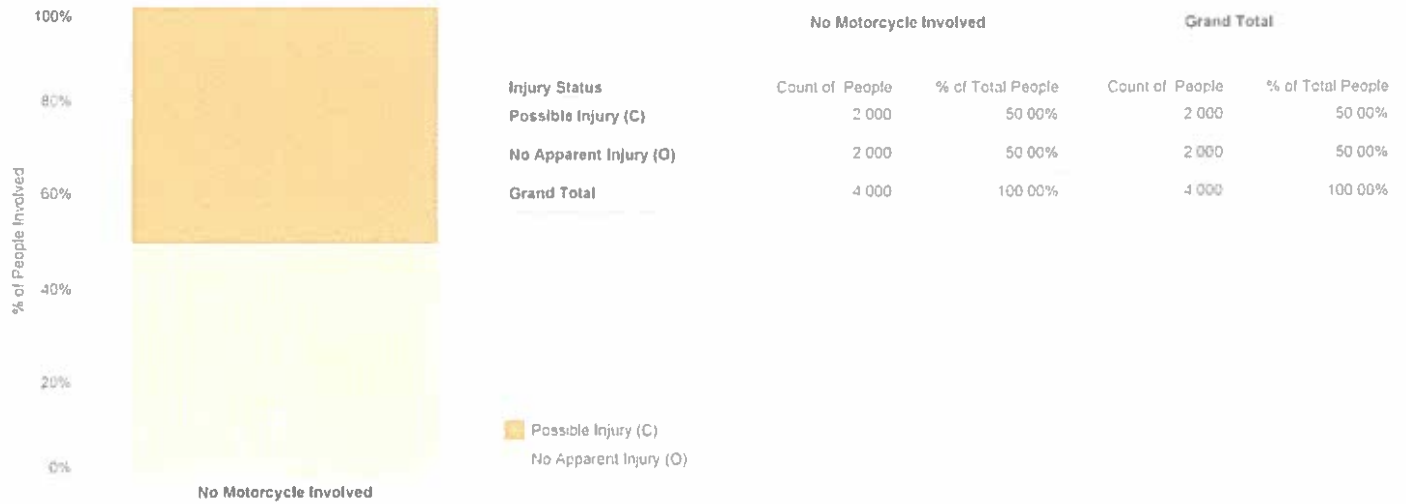 100%
80%
60%
40%
20%
0%
% of People Involved
No Motorcycle Involved
No Motorcycle Involved Grand Total
Injury Status Count of People % of Total People Count of People % of Total People
Possible Injury (C) 2 000 50 00% 2 000 50 00%
No Apparent Injury (O) 2 000 50 00% 2 000 50 00%
Grand Total 4 000 100 00% 4 000 100 00%
Possible Injury (C)
No Apparent Injury (O)